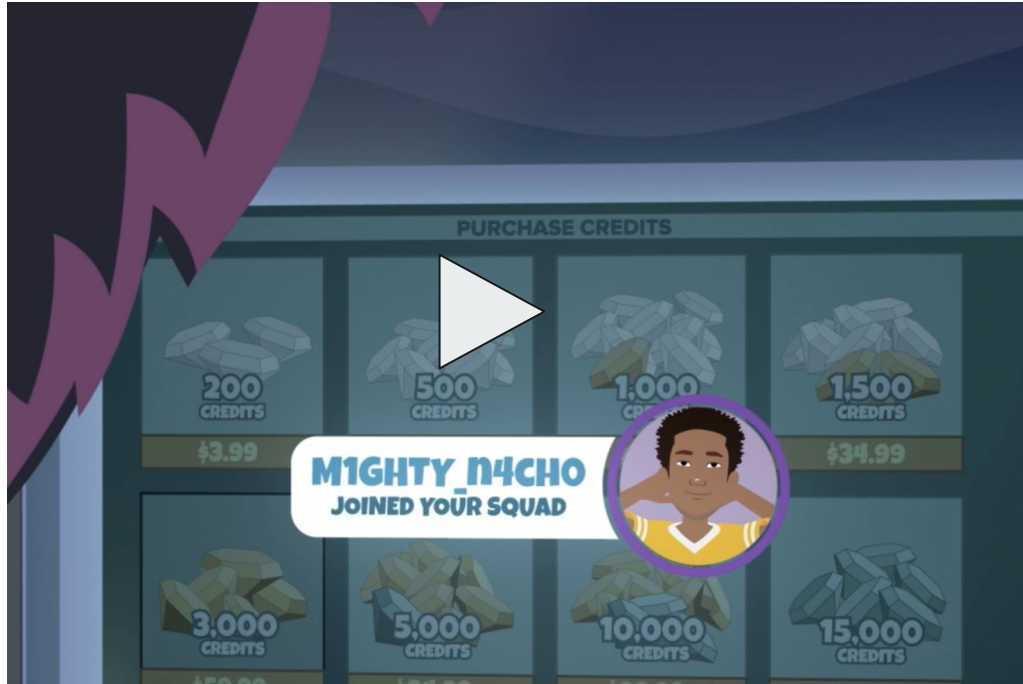 PURCHASE CREDITS
200
CREDITS
500
CREDITS
1,000
1,500
CREDITS
$3.99
$34.99
M1GHTY_n4CHO
JOINED YOUR SQUAD
3,000
CREDITS
5,000
CREDITS
10,000
CREDITS
15,000
CREDITS